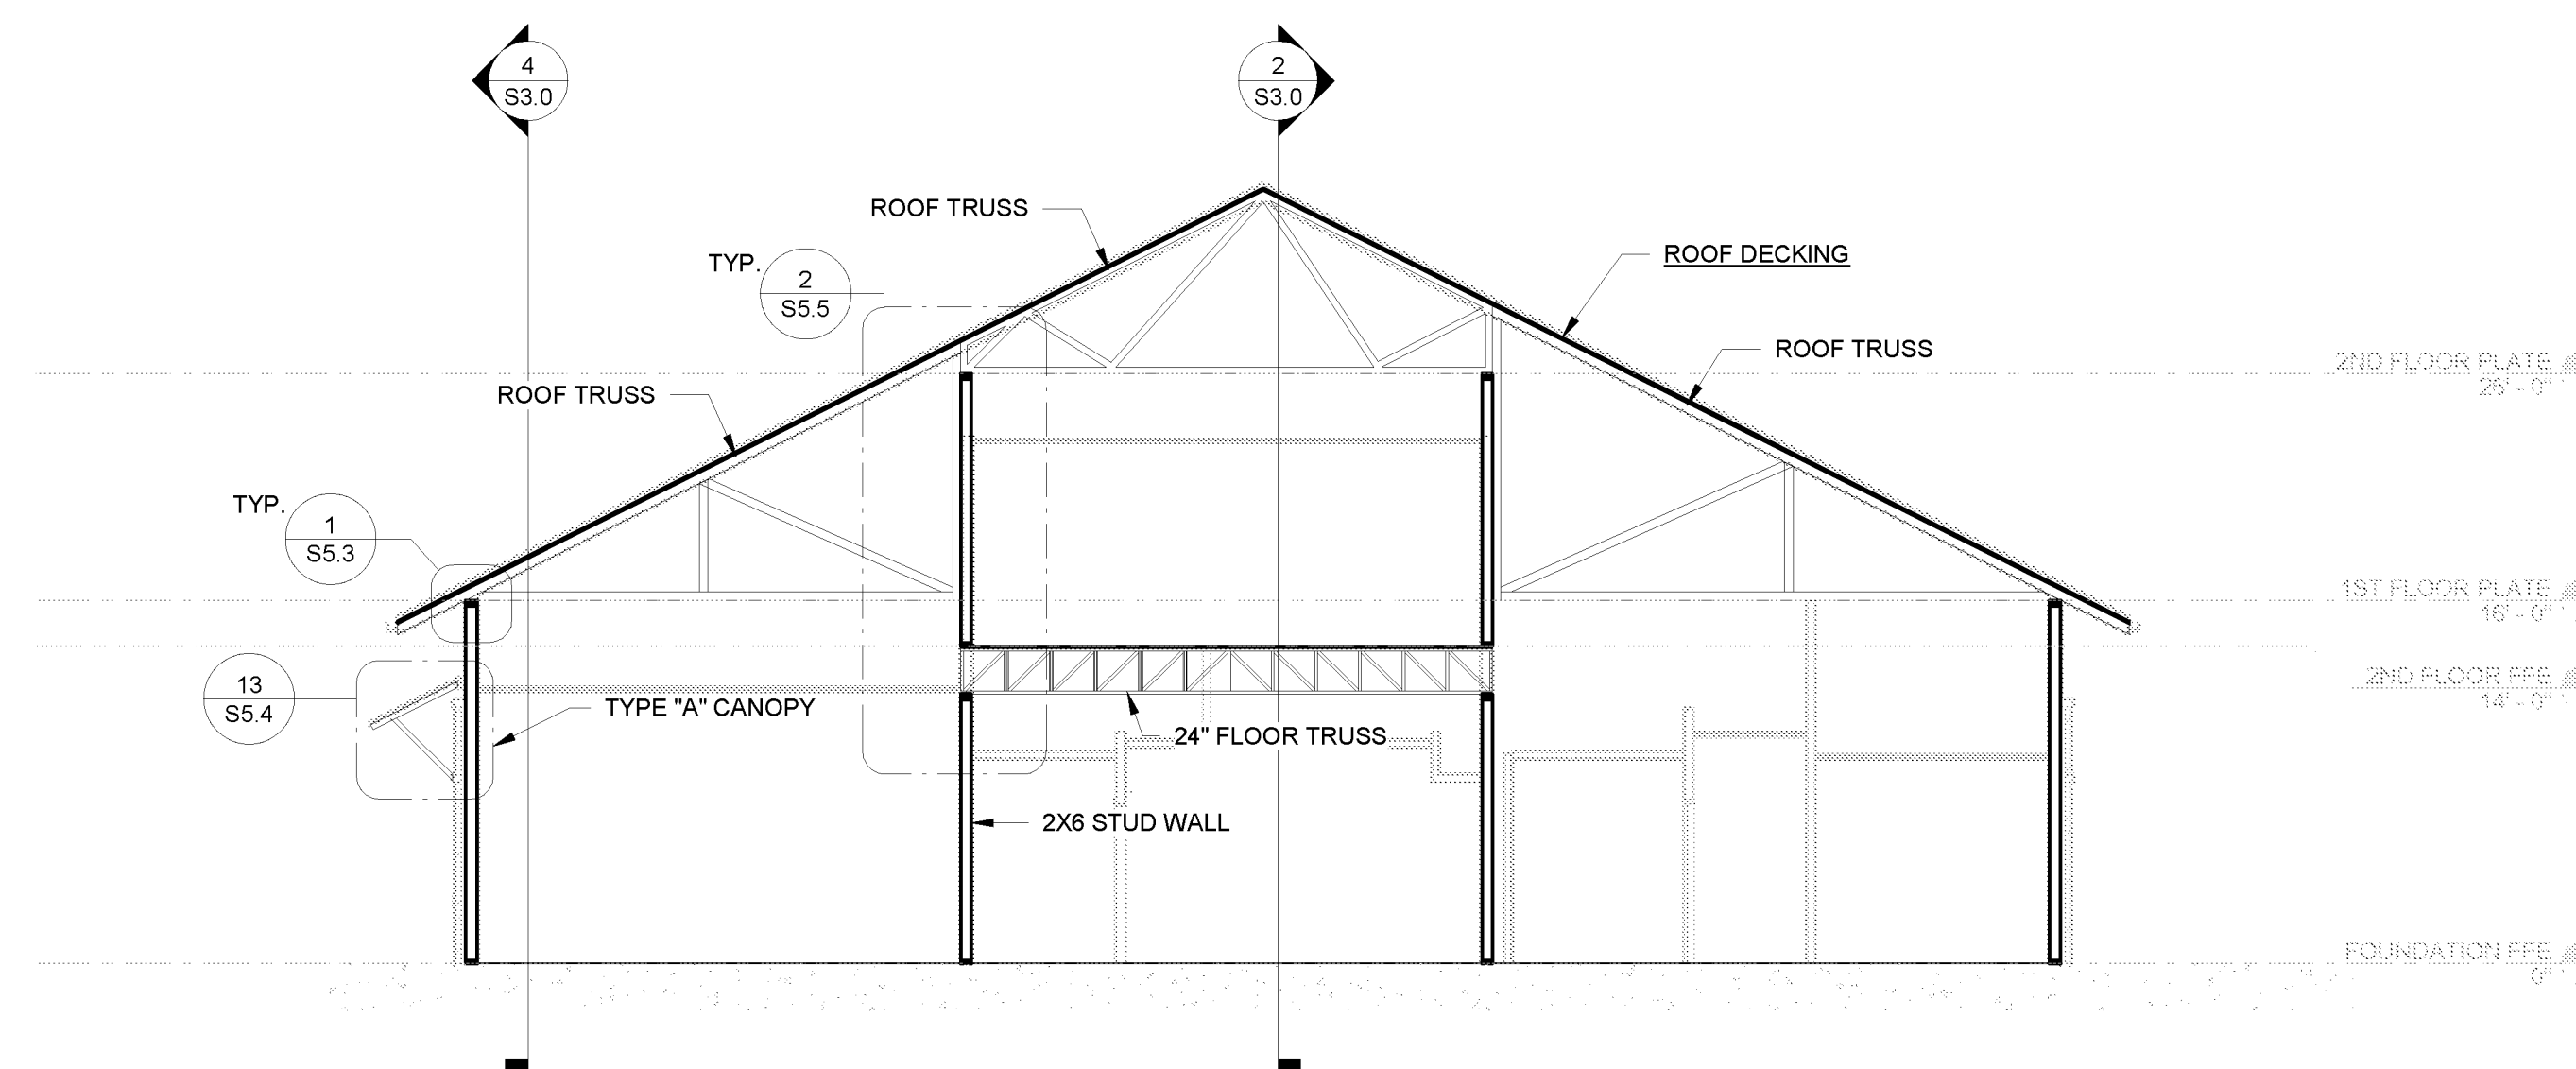 4
S3.0
2
S3.0
ROOF TRUSS
ROOF DECKING
TYP.
2
S5.5
ROOF TRUSS
2ND FLOOR PLATE
26' - 0"
ROOF TRUSS
TYP.
1
S5.3
1ST FLOOR PLATE
16' - 0"
2ND FLOOR FFE
14' - 0"
13
S5.4
TYPE "A" CANOPY
24" FLOOR TRUSS
2X6 STUD WALL
FOUNDATION FFE
0"